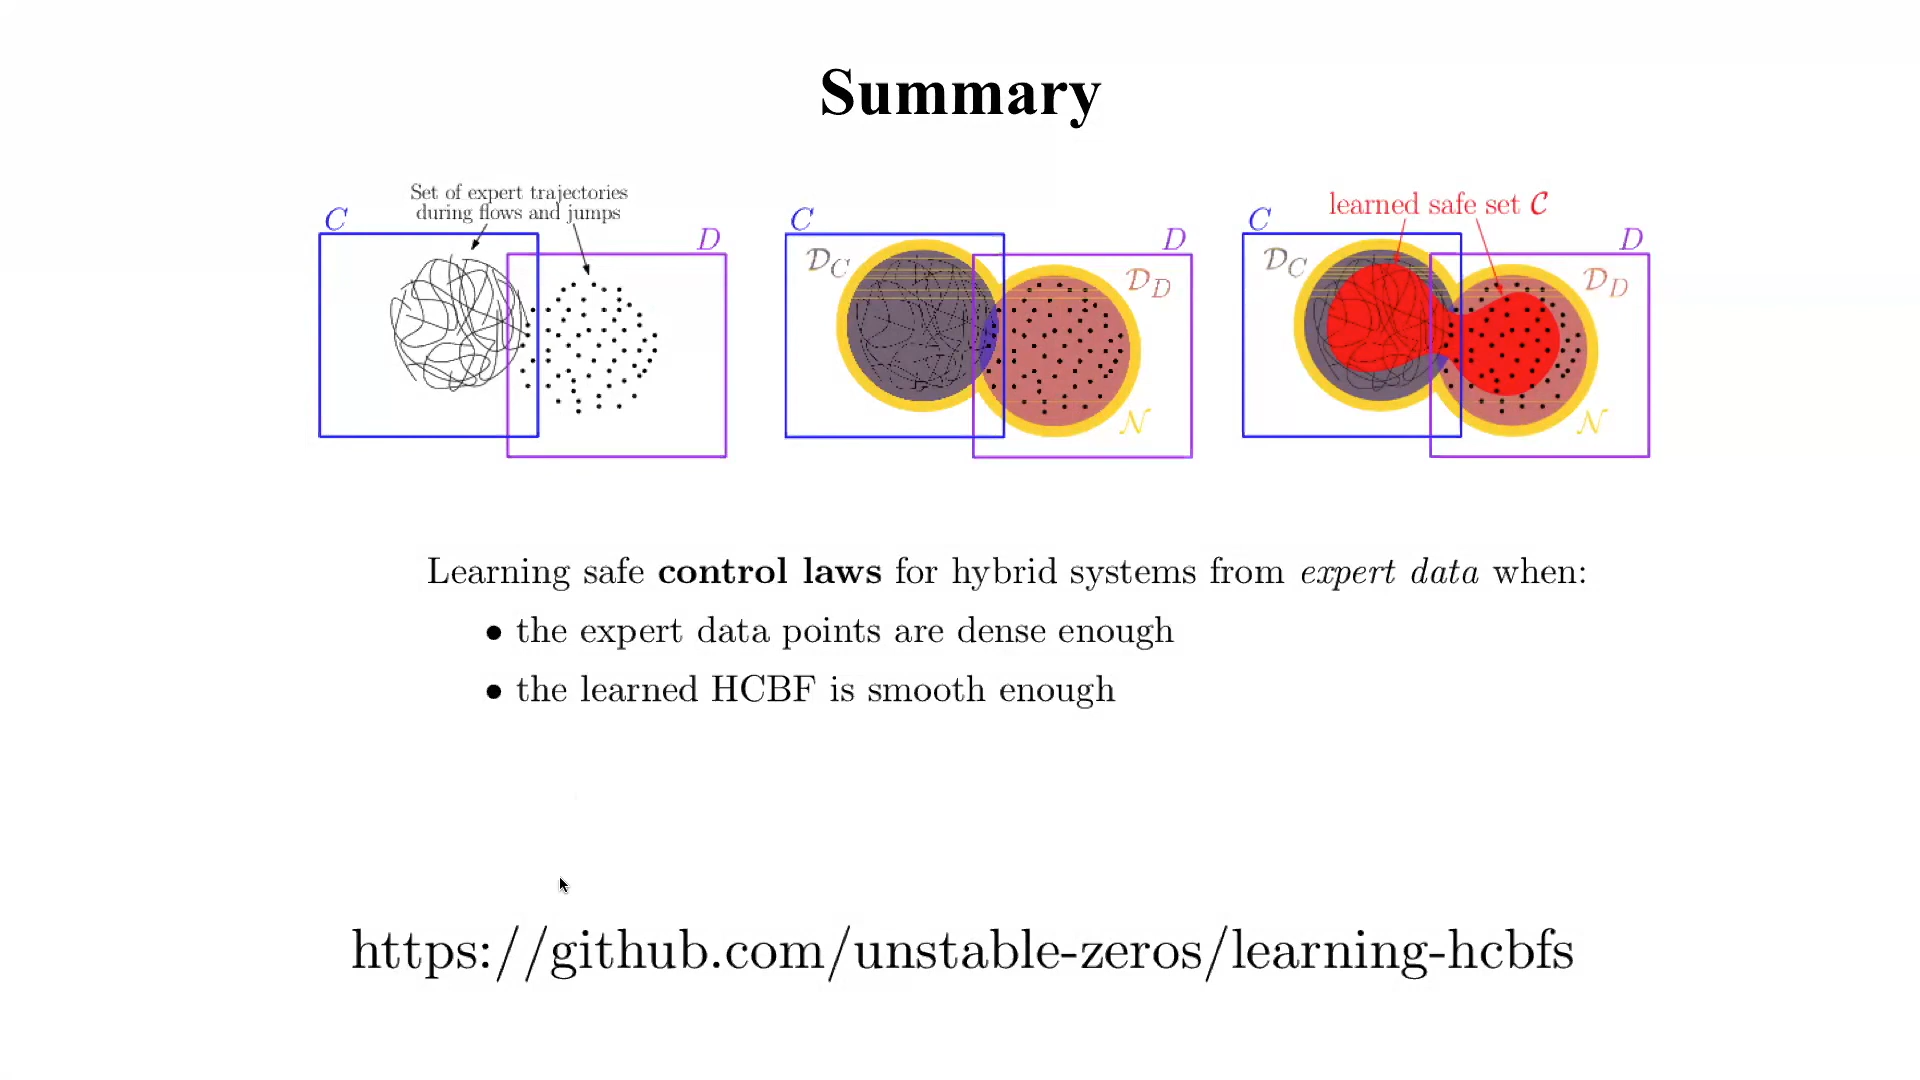 Summary
Set of expert trajectories
during flows and jumps
C
D
C
D
𝒟_C
𝒟_D
𝒩
learned safe set 𝒞
C
D
𝒟_C
𝒟_D
𝒩
Learning safe control laws for hybrid systems from expert data when:
• the expert data points are dense enough
• the learned HCBF is smooth enough
https://github.com/unstable-zeros/learning-hcbfs